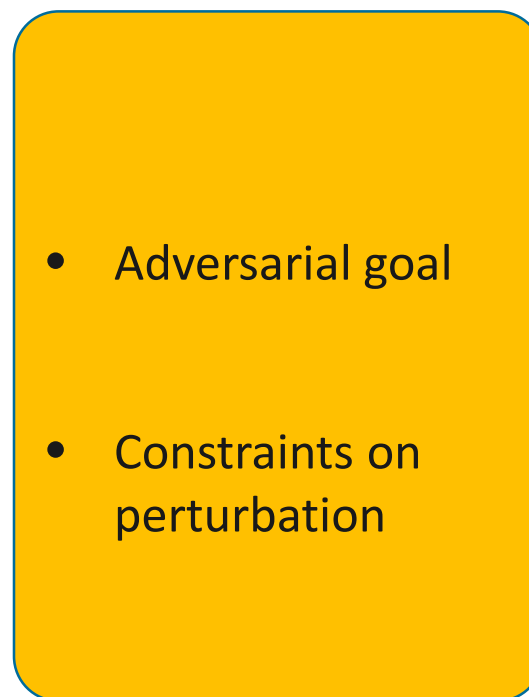 • Adversarial goal
• Constraints on
perturbation